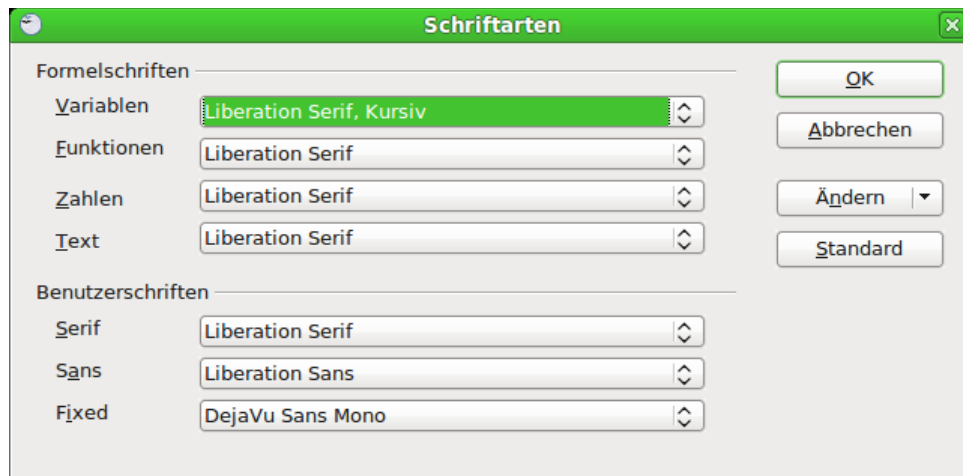 Schriftarten
Formelschriften
Variablen Liberation Serif, Kursiv
Funktionen Liberation Serif
Zahlen Liberation Serif
Text Liberation Serif
Benutzerschriften
Serif Liberation Serif
Sans Liberation Sans
Fixed DejaVu Sans Mono
OK
Abbrechen
Ändern
Standard